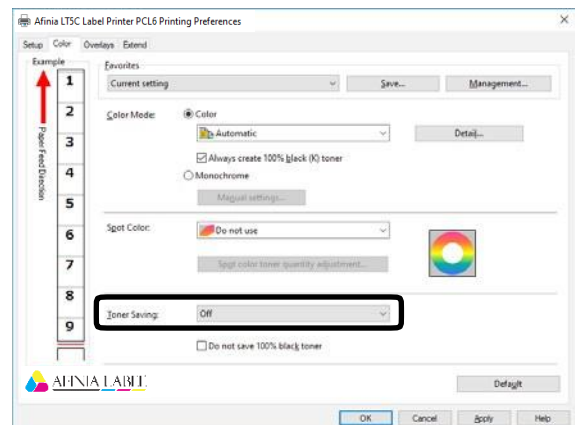 Afinia LT5C Label Printer PCL6 Printing Preferences
Setup Color Overlays Extend
Example
Paper Feed Direction
1
2
3
4
5
6
7
8
9
Favorites
Current setting Save... Management...
Color Mode: Color
Automatic Detail...
Always create 100% black (K) toner
Monochrome
Manual settings...
Spot Color: Do not use
Spot color toner quantity adjustment...
Toner Saving: Off
Do not save 100% black toner
AFINIA LABEL
Default
OK Cancel Apply Help